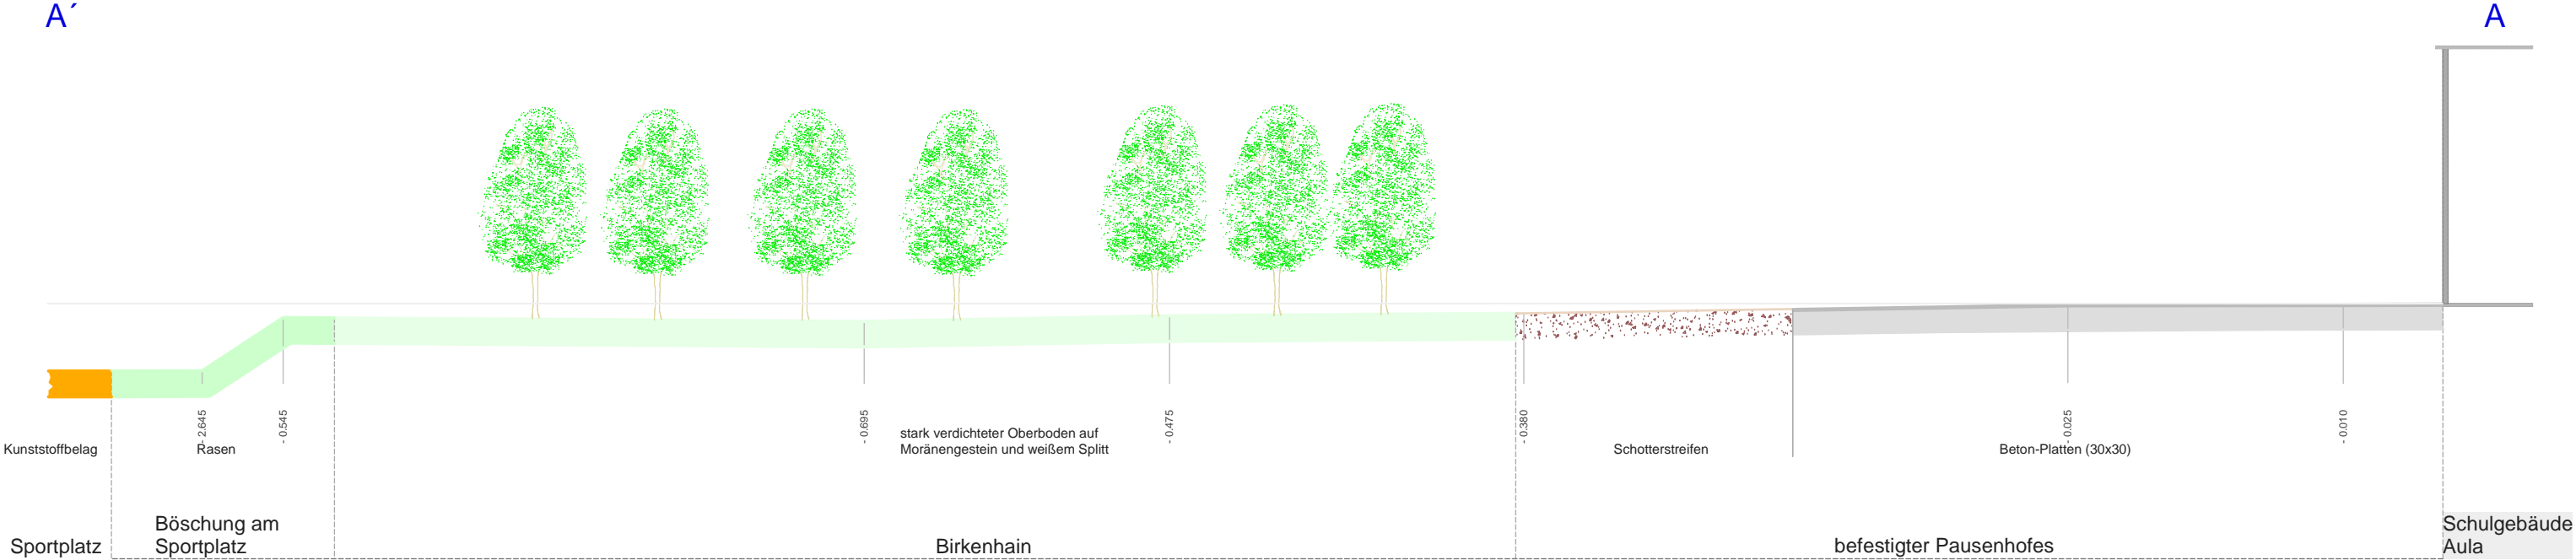 A´
A
- 2.645
- 0.545
- 0.695
- 0.475
- 0.380
- 0.025
- 0.010
Kunststoffbelag
Rasen
stark verdichteter Oberboden auf
Moränengestein und weißem Splitt
Schotterstreifen
Beton-Platten (30x30)
Sportplatz
Böschung am
Sportplatz
Birkenhain
befestigter Pausenhofes
Schulgebäude
Aula